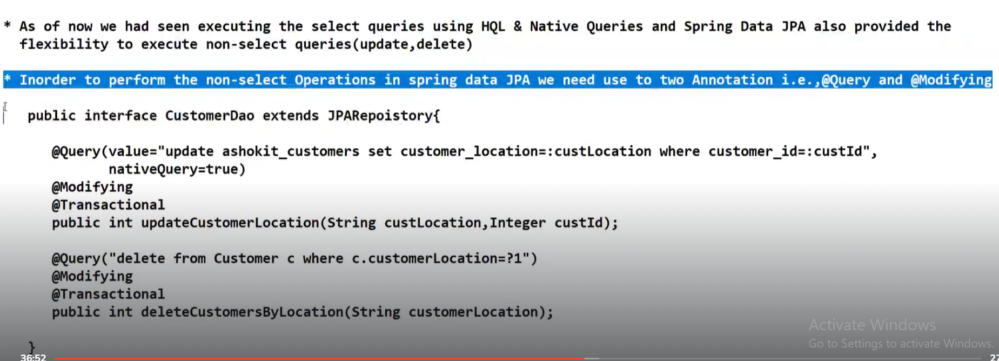 * As of now we had seen executing the select queries using HQL & Native Queries and Spring Data JPA also provided the
flexibility to execute non-select queries(update,delete)
* Inorder to perform the non-select Operations in spring data JPA we need use to two Annotation i.e.,@Query and @Modifying
public interface CustomerDao extends JPARepoistory{
@Query(value="update ashokit_customers set customer_location=:custLocation where customer_id=:custId",
nativeQuery=true)
@Modifying
@Transactional
public int updateCustomerLocation(String custLocation,Integer custId);
@Query("delete from Customer c where c.customerLocation=?1")
@Modifying
@Transactional
public int deleteCustomersByLocation(String customerLocation);
}
Activate Windows
Go to Settings to activate Windows.
36:52